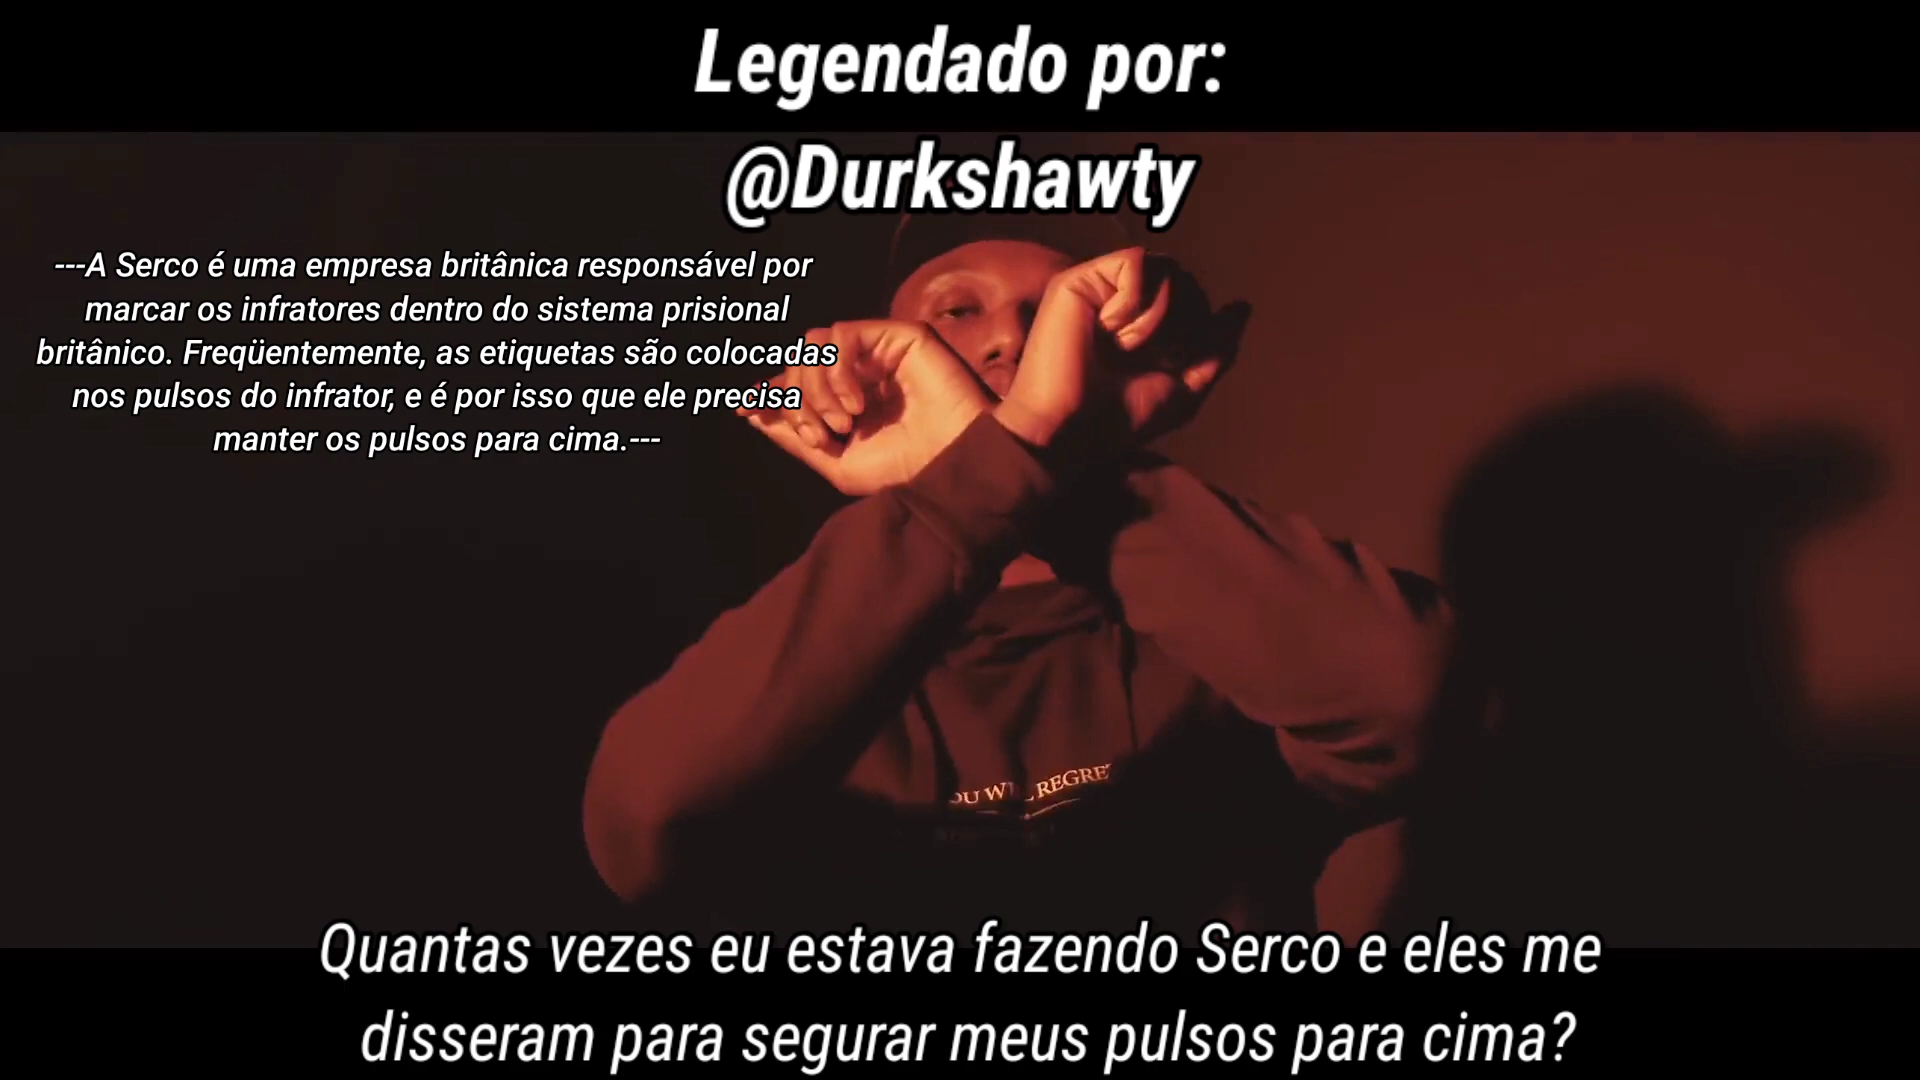 Legendado por:
@Durkshawty
---A Serco é uma empresa britânica responsável por
marcar os infratores dentro do sistema prisional
britânico. Freqüentemente, as etiquetas são colocadas
nos pulsos do infrator, e é por isso que ele precisa
manter os pulsos para cima.---
REGRE
Quantas vezes eu estava fazendo Serco e eles me
disseram para segurar meus pulsos para cima?